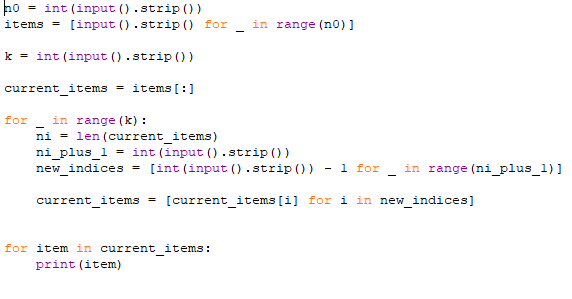 n0 = int(input().strip())
items = [input().strip() for _ in range(n0)]

k = int(input().strip())

current_items = items[:]

for _ in range(k):
    ni = len(current_items)
    ni_plus_1 = int(input().strip())
    new_indices = [int(input().strip()) - 1 for _ in range(ni_plus_1)]

    current_items = [current_items[i] for i in new_indices]


for item in current_items:
    print(item)